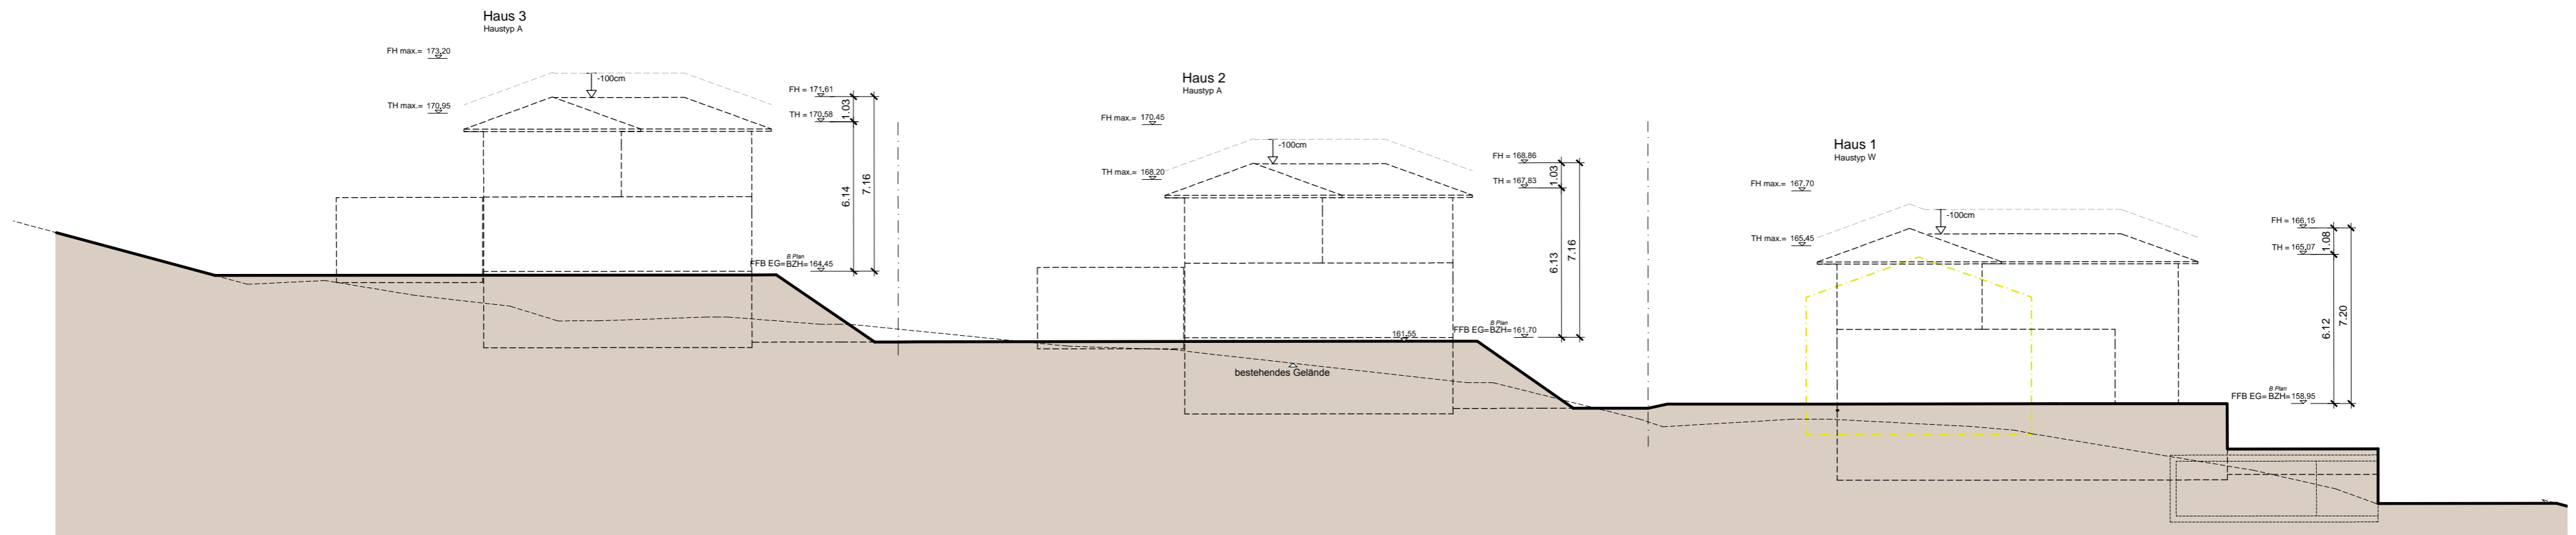 Haus 3
Haustyp A
FH max.= 173,20
TH max.= 170,95
-100cm
FH = 171,61
TH = 170,58
1.03
6.14
7.16
B Plan
FFB EG=BZH=164,45
Haus 2
Haustyp A
FH max.= 170,45
TH max.= 168,20
-100cm
FH = 168,86
TH = 167,83
1.03
6.13
7.16
161,55
B Plan
FFB EG=BZH=161,70
bestehendes Gelände
Haus 1
Haustyp W
FH max.= 167,70
TH max.= 165,45
-100cm
FH = 166,15
TH = 165,07
1.08
6.12
7.20
B Plan
FFB EG= BZH=158,95